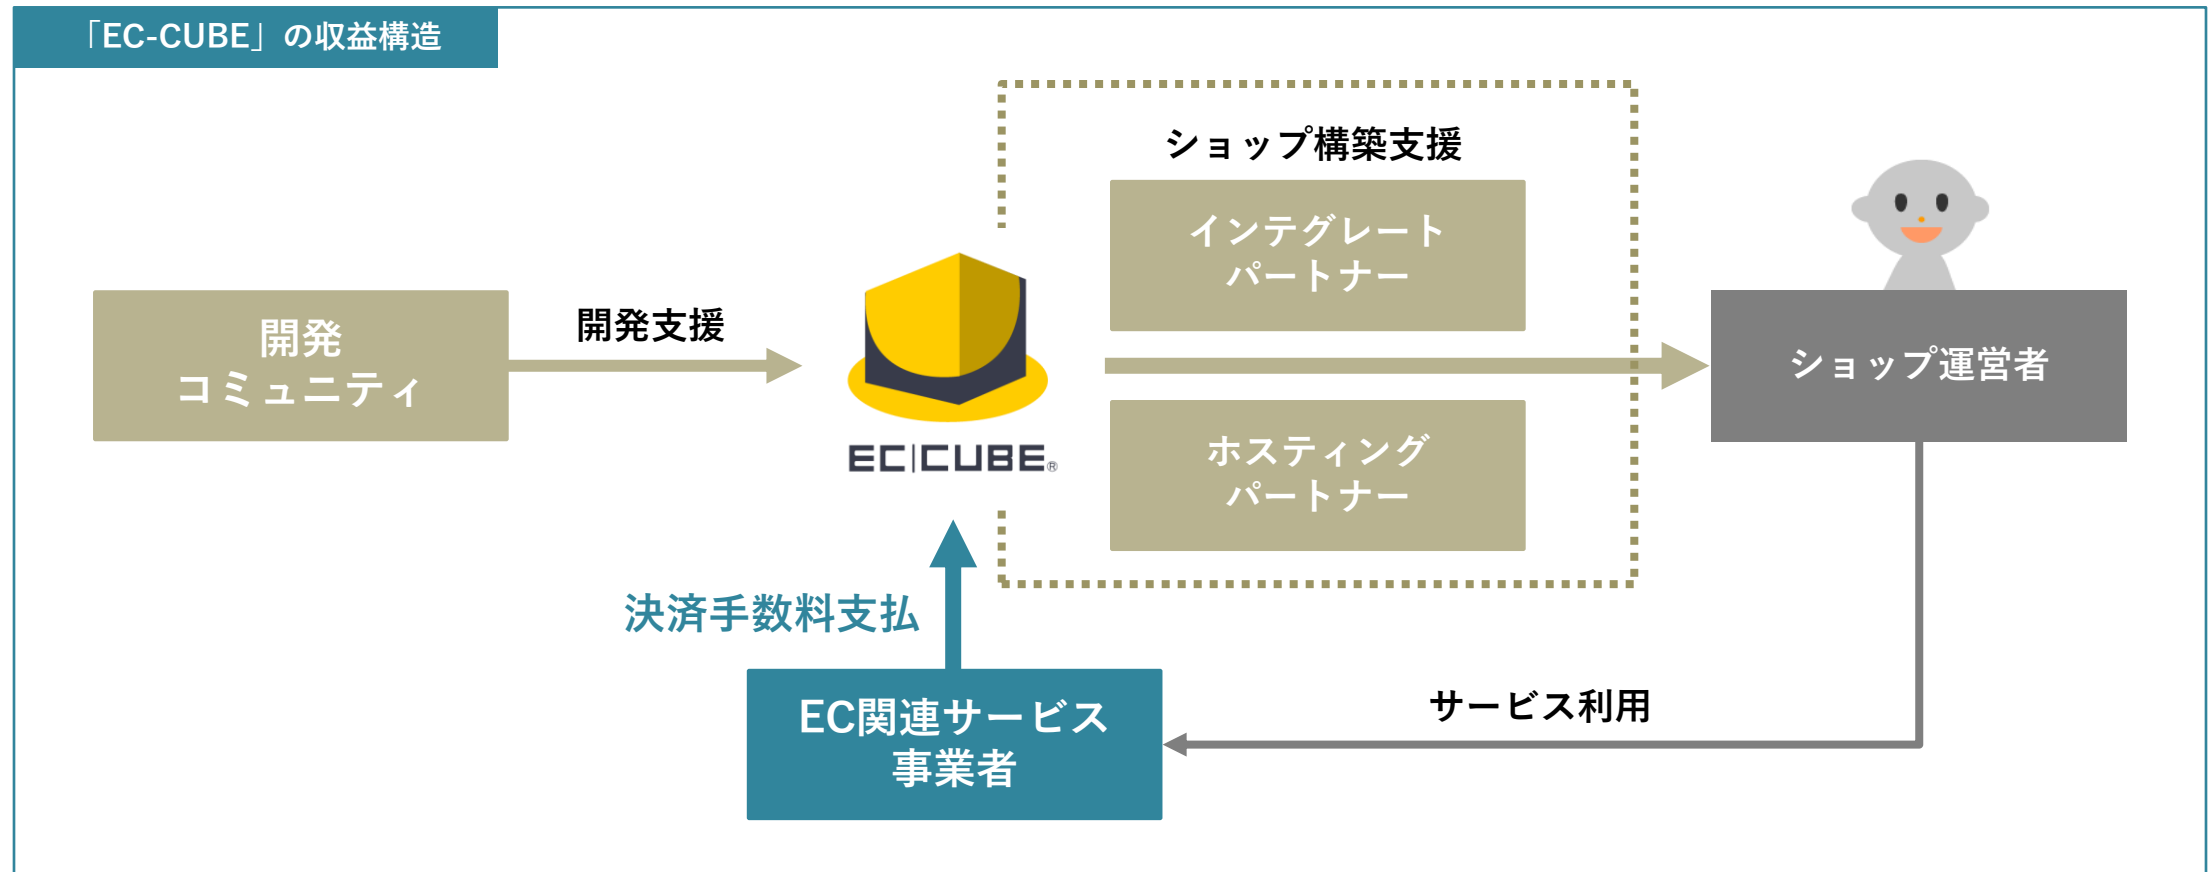 「EC-CUBE」の収益構造
ショップ構築支援
インテグレート
パートナー
開発
コミュニティ
開発支援
EC|CUBE®
ショップ運営者
ホスティング
パートナー
決済手数料支払
EC関連サービス
事業者
サービス利用